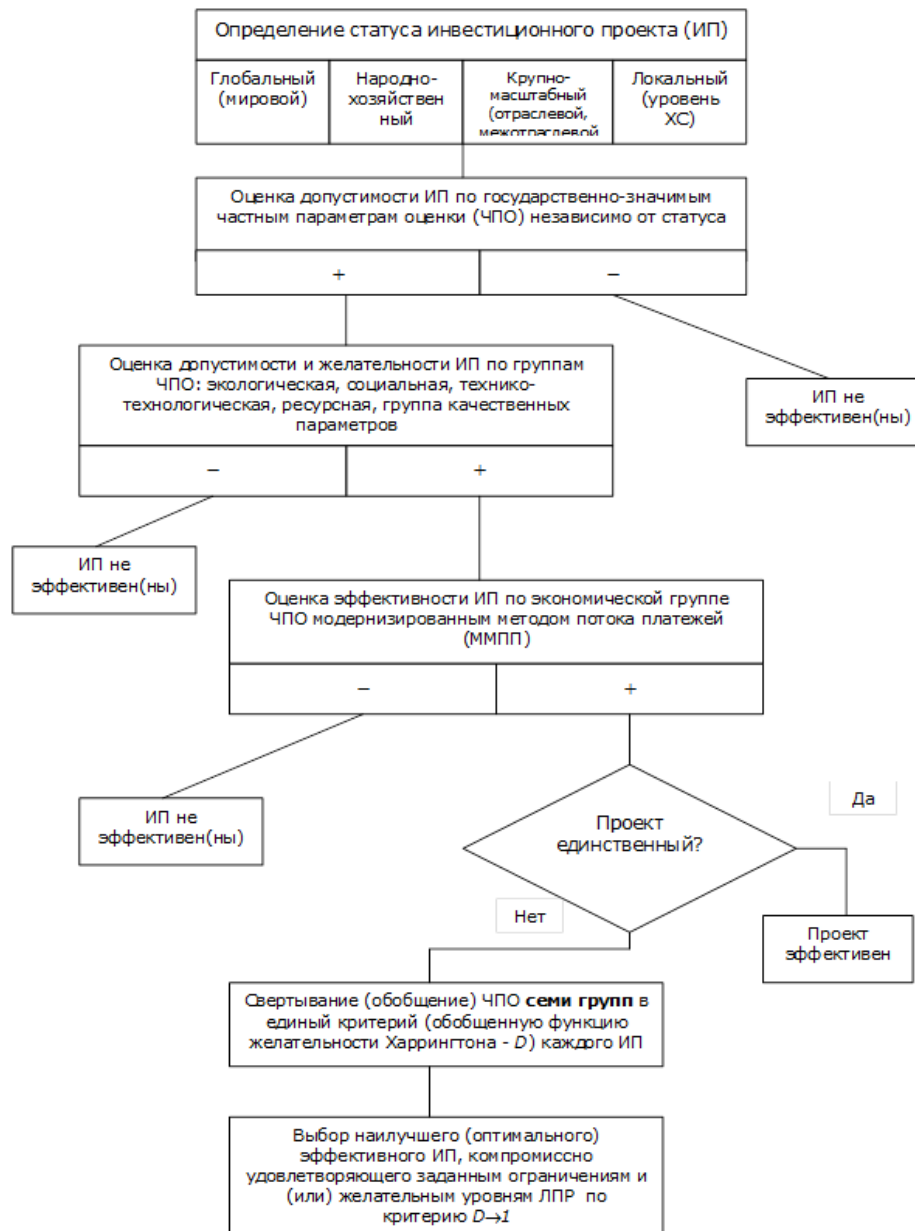 Определение статуса инвестиционного проекта (ИП)
Глобальный
(мировой)
Народно-
хозяйствен
ный
Крупно-
масштабный
(отраслевой,
межотраслевой
Локальный
(уровень
ХС)
Оценка допустимости ИП по государственно-значимым
частным параметрам оценки (ЧПО) независимо от статуса
+
–
Оценка допустимости и желательности ИП по группам
ЧПО: экологическая, социальная, технико-
технологическая, ресурсная, группа качественных
параметров
–
+
ИП не
эффективен(ны)
ИП не
эффективен(ны)
Оценка эффективности ИП по экономической группе
ЧПО модернизированным методом потока платежей
(ММПП)
–
+
ИП не
эффективен(ны)
Проект
единственный?
Да
Нет
Проект
эффективен
Свертывание (обобщение) ЧПО семи групп в
единый критерий (обобщенную функцию
желательности Харрингтона - D) каждого ИП
Выбор наилучшего (оптимального)
эффективного ИП, компромиссно
удовлетворяющего заданным ограничениям и
(или) желательным уровням ЛПР по
критерию D→1